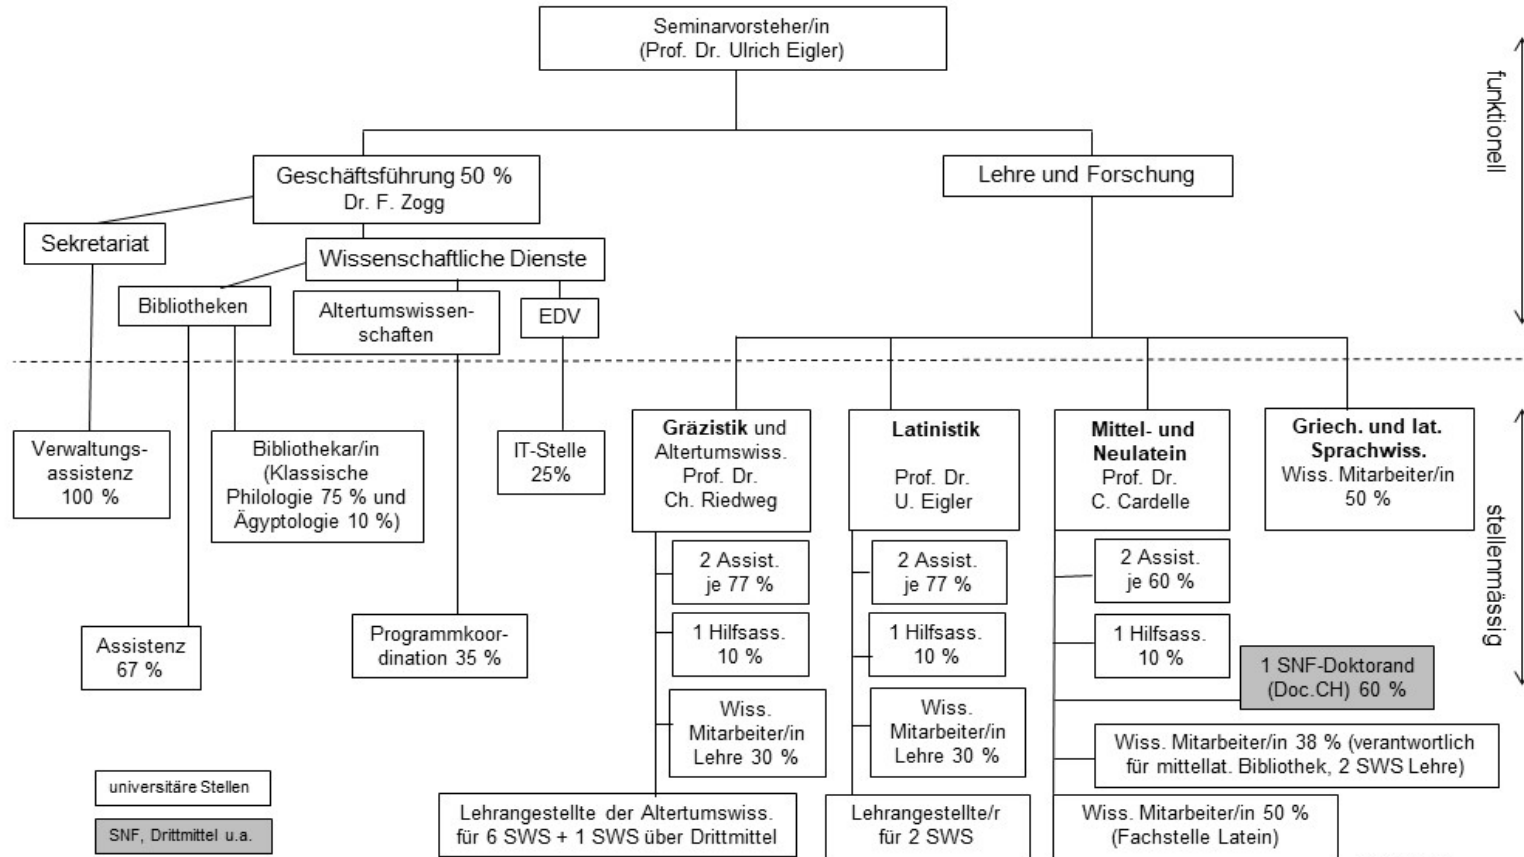 Seminarvorsteher/in
(Prof. Dr. Ulrich Eigler)
funktionell
Geschäftsführung 50 %
Dr. F. Zogg
Lehre und Forschung
Sekretariat
Wissenschaftliche Dienste
Bibliotheken
Altertumswissen-
schaften
EDV
Verwaltungs-
assistenz
100 %
Bibliothekar/in
(Klassische
Philologie 75 % und
Ägyptologie 10 %)
IT-Stelle
25%
Gräzistik und
Altertumswiss.
Prof. Dr.
Ch. Riedweg
Latinistik
Prof. Dr.
U. Eigler
Mittel- und
Neulatein
Prof. Dr.
C. Cardelle
Griech. und lat.
Sprachwiss.
Wiss. Mitarbeiter/in
50 %
stellenmässig
2 Assist.
je 77 %
2 Assist.
je 77 %
2 Assist.
je 60 %
Assistenz
67 %
Programmkoor-
dination 35 %
1 Hilfsass.
10 %
1 Hilfsass.
10 %
1 Hilfsass.
10 %
1 SNF-Doktorand
(Doc.CH) 60 %
Wiss.
Mitarbeiter/in
Lehre 30 %
Wiss.
Mitarbeiter/in
Lehre 30 %
Wiss. Mitarbeiter/in 38 % (verantwortlich
für mittellat. Bibliothek, 2 SWS Lehre)
universitäre Stellen
SNF, Drittmittel u.a.
Lehrangestellte der Altertumswiss.
für 6 SWS + 1 SWS über Drittmittel
Lehrangestellte/r
für 2 SWS
Wiss. Mitarbeiter/in 50 %
(Fachstelle Latein)